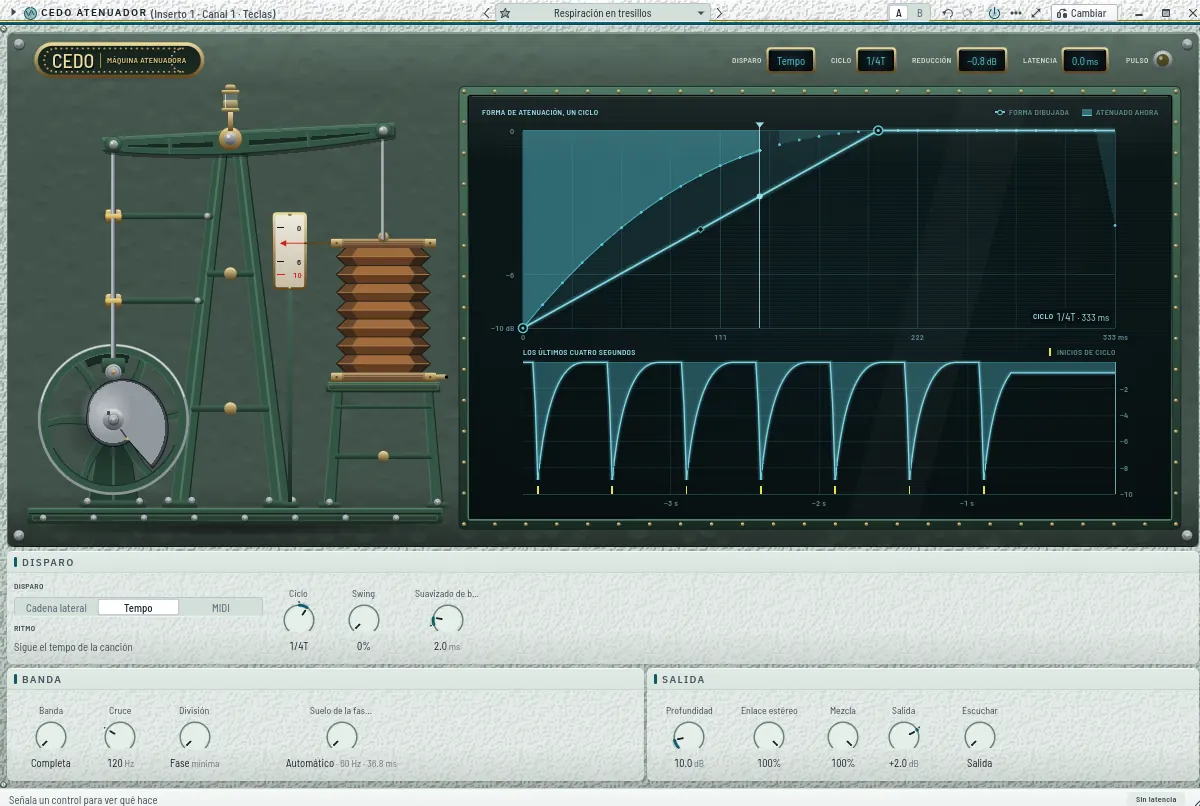 CEDO ATENUADOR (Inserto 1 · Canal 1 · Teclas)
Respiración en tresillos
A B
Cambiar
CEDO MÁQUINA ATENUADORA
DISPARO Tempo CICLO 1/4T REDUCCIÓN −0.8 dB LATENCIA 0.0 ms PULSO
FORMA DE ATENUACIÓN, UN CICLO
FORMA DIBUJADA ATENUADO AHORA
0
−6
−10 dB
0 111 222 333 ms
CICLO 1/4T · 333 ms
0
6
10
LOS ÚLTIMOS CUATRO SEGUNDOS
INICIOS DE CICLO
−2
−4
−6
−8
−10
−3 s −2 s −1 s
DISPARO
DISPARO
Cadena lateral Tempo MIDI
RITMO
Sigue el tempo de la canción
Ciclo Swing Suavizado de b...
1/4T 0% 2.0 ms
BANDA
Banda Cruce División Suelo de la fas...
Completa 120 Hz Fase mínima Automático · 60 Hz · 36.8 ms
SALIDA
Profundidad Enlace estéreo Mezcla Salida Escuchar
10.0 dB 100% 100% +2.0 dB Salida
Señala un control para ver qué hace
Sin latencia